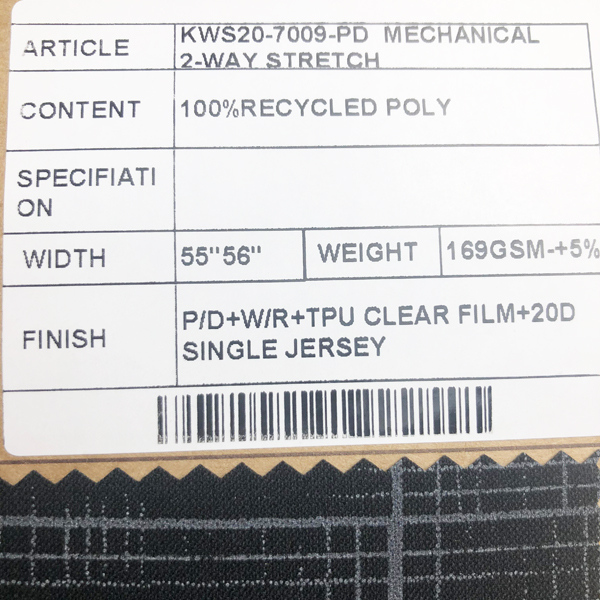 ARTICLE KWS20-7009-PD MECHANICAL
2-WAY STRETCH
CONTENT 100%RECYCLED POLY
SPECIFIATI
ON
WIDTH 55"56" WEIGHT 169GSM-+5%
FINISH P/D+W/R+TPU CLEAR FILM+20D
SINGLE JERSEY